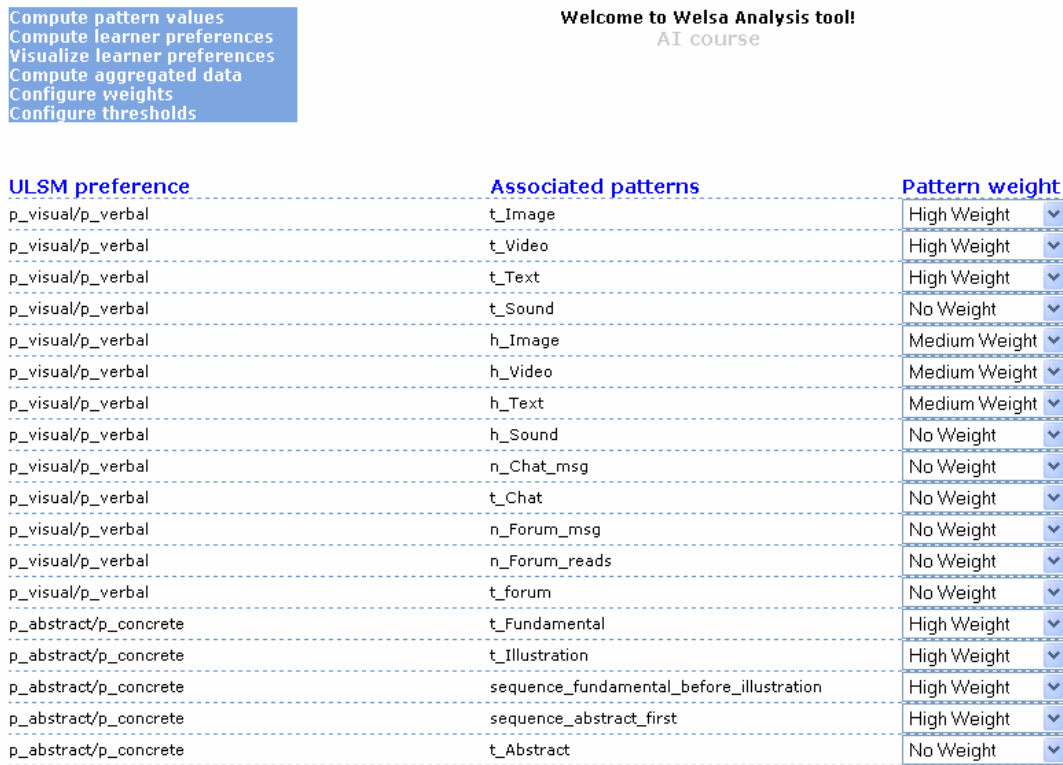 Compute pattern values
Compute learner preferences
Visualize learner preferences
Compute aggregated data
Configure weights
Configure thresholds
Welcome to Welsa Analysis tool!
AI course
ULSM preference Associated patterns Pattern weight
p_visual/p_verbal t_Image High Weight
p_visual/p_verbal t_Video High Weight
p_visual/p_verbal t_Text High Weight
p_visual/p_verbal t_Sound No Weight
p_visual/p_verbal h_Image Medium Weight
p_visual/p_verbal h_Video Medium Weight
p_visual/p_verbal h_Text Medium Weight
p_visual/p_verbal h_Sound No Weight
p_visual/p_verbal n_Chat_msg No Weight
p_visual/p_verbal t_Chat No Weight
p_visual/p_verbal n_Forum_msg No Weight
p_visual/p_verbal n_Forum_reads No Weight
p_visual/p_verbal t_forum No Weight
p_abstract/p_concrete t_Fundamental High Weight
p_abstract/p_concrete t_Illustration High Weight
p_abstract/p_concrete sequence_fundamental_before_illustration High Weight
p_abstract/p_concrete sequence_abstract_first High Weight
p_abstract/p_concrete t_Abstract No Weight